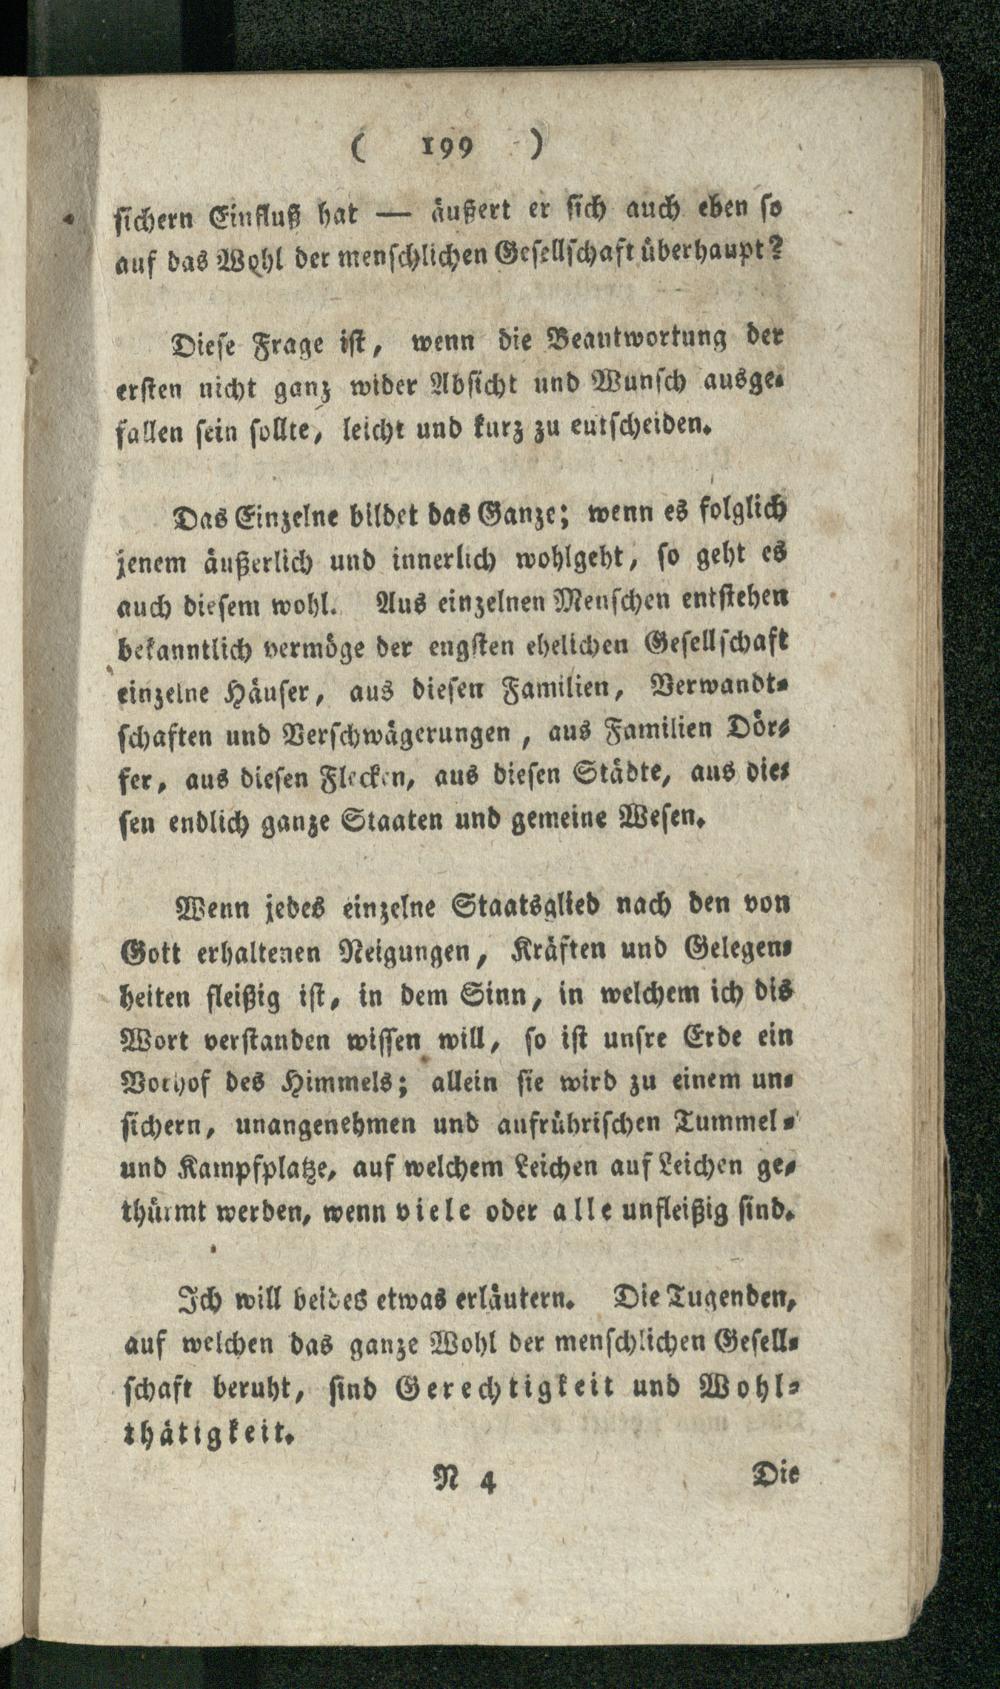 ( 199 )
sichern Einfluß hat — äußert er sich auch eben so
auf das Wohl der menschlichen Gesellschaft überhaupt?
Diese Frage ist, wenn die Beantwortung der
ersten nicht ganz wider Absicht und Wunsch ausge-
fallen sein sollte, leicht und kurz zu eutscheiden.
Das Einzelne bildet das Ganze; wenn es folglich
jenem äußerlich und innerlich wohlgeht, so geht es
auch diesem wohl. Aus einzelnen Menschen entstehen
bekanntlich vermöge der engsten ehelichen Gesellschaft
einzelne Häuser, aus diesen Familien, Verwandt-
schaften und Verschwägerungen, aus Familien Dör-
fer, aus diesen Flecken, aus diesen Städte, aus die-
sen endlich ganze Staaten und gemeine Wesen.
Wenn jedes einzelne Staatsglied nach den von
Gott erhaltenen Neigungen, Kräften und Gelegen-
heiten fleißig ist, in dem Sinn, in welchem ich dis
Wort verstanden wissen will, so ist unsre Erde ein
Vorhof des Himmels; allein sie wird zu einem un-
sichern, unangenehmen und aufrührischen Tummel-
und Kampfplatze, auf welchem Leichen auf Leichen ge-
thürmt werden, wenn viele oder alle unfleißig sind.
Ich will beides etwas erläutern. Die Tugenden,
auf welchen das ganze Wohl der menschlichen Gesell-
schaft beruht, sind Gerechtigkeit und Wohl-
thätigkeit.
N 4 Die